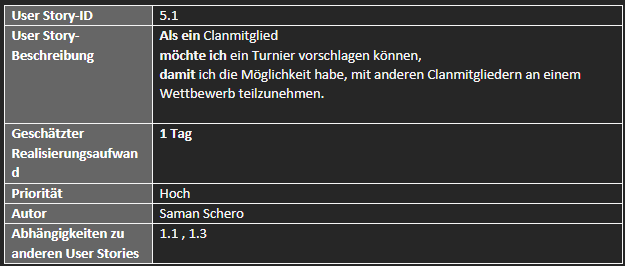 User Story-ID 5.1
User Story-
Beschreibung
Als ein Clanmitglied
möchte ich ein Turnier vorschlagen können,
damit ich die Möglichkeit habe, mit anderen Clanmitgliedern an einem
Wettbewerb teilzunehmen.
Geschätzter
Realisierungsaufwan
d
1 Tag
Priorität Hoch
Autor Saman Schero
Abhängigkeiten zu
anderen User Stories
1.1 , 1.3